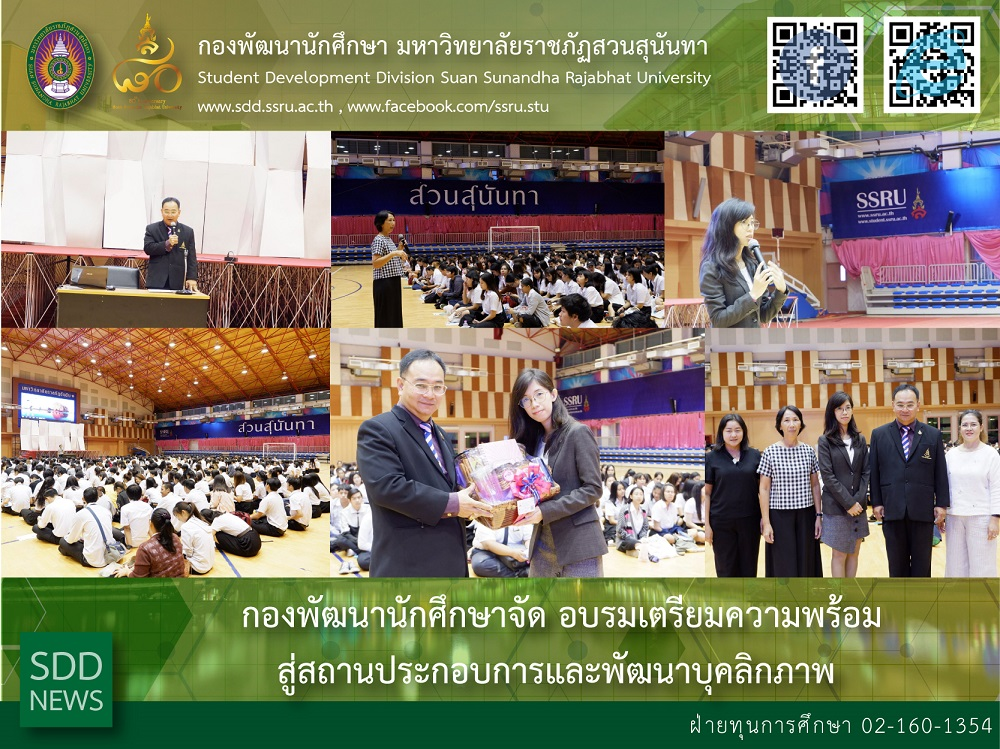 กองพัฒนานักศึกษา มหาวิทยาลัยราชภัฏสวนสุนันทา
Student Development Division Suan Sunandha Rajabhat University
www.sdd.ssru.ac.th , www.facebook.com/ssru.stu
สวนสุนันทา
SSRU
www.ssru.ac.th
สวนสุนันทา
SSRU
SSRU
กองพัฒนานักศึกษาจัด อบรมเตรียมความพร้อม
สู่สถานประกอบการและพัฒนาบุคลิกภาพ
SDD
NEWS
ฝ่ายทุนการศึกษา 02-160-1354